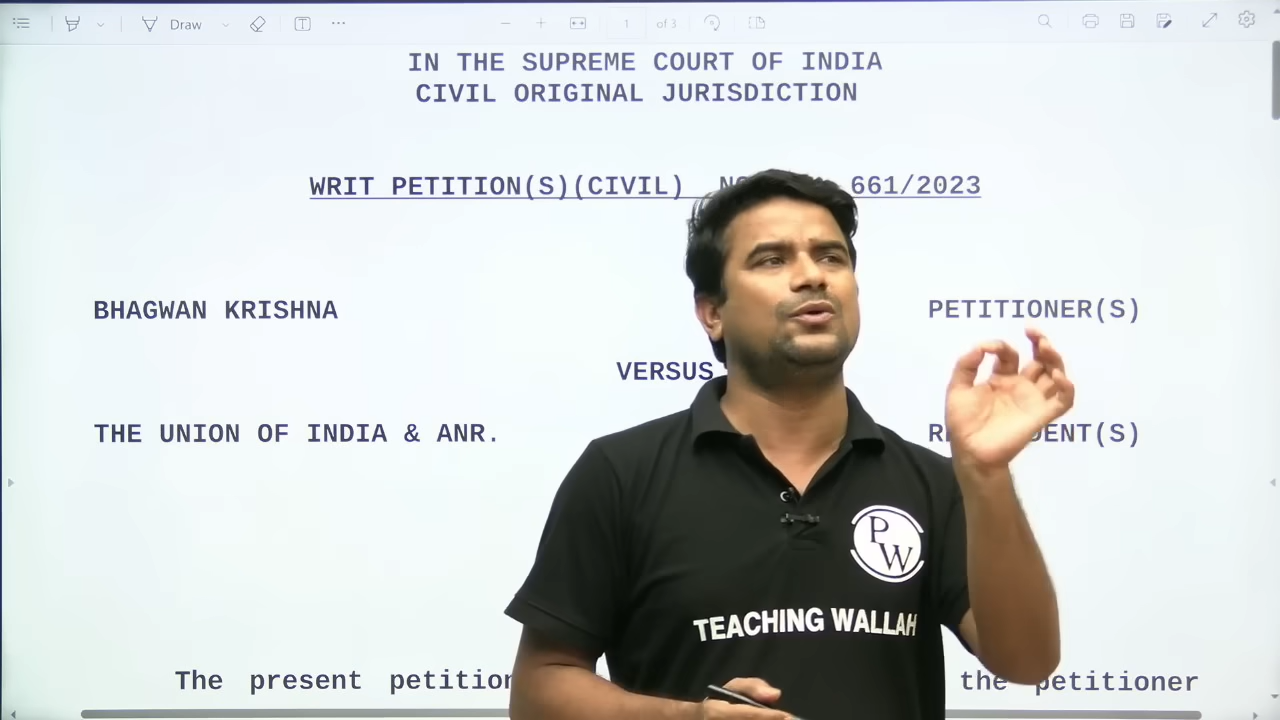 Draw
1 of 3
IN THE SUPREME COURT OF INDIA
CIVIL ORIGINAL JURISDICTION
WRIT PETITION(S)(CIVIL) 661/2023
BHAGWAN KRISHNA PETITIONER(S)
VERSUS
THE UNION OF INDIA & ANR.
PW
TEACHING WALLAH
The present the petitioner